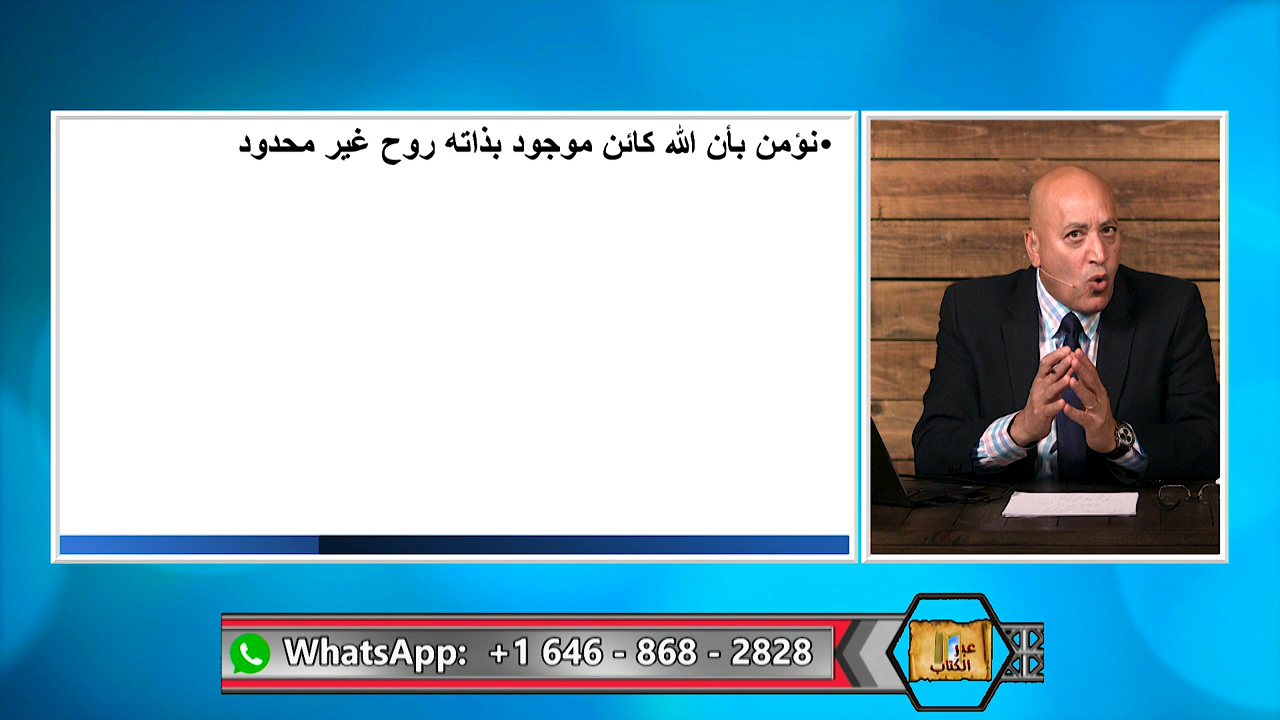 •نؤمن بأن الله كائن موجود بذاته روح غير محدود
WhatsApp: +1 646 - 868 - 2828
عبر
الكتاب